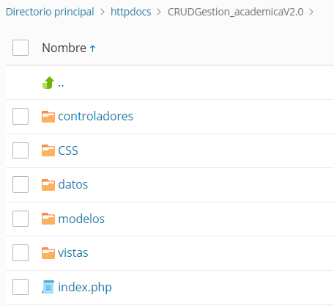 Directorio principal > httpdocs > CRUDGestion_academicaV2.0 >
Nombre ↑
..
controladores
CSS
datos
modelos
vistas
index.php